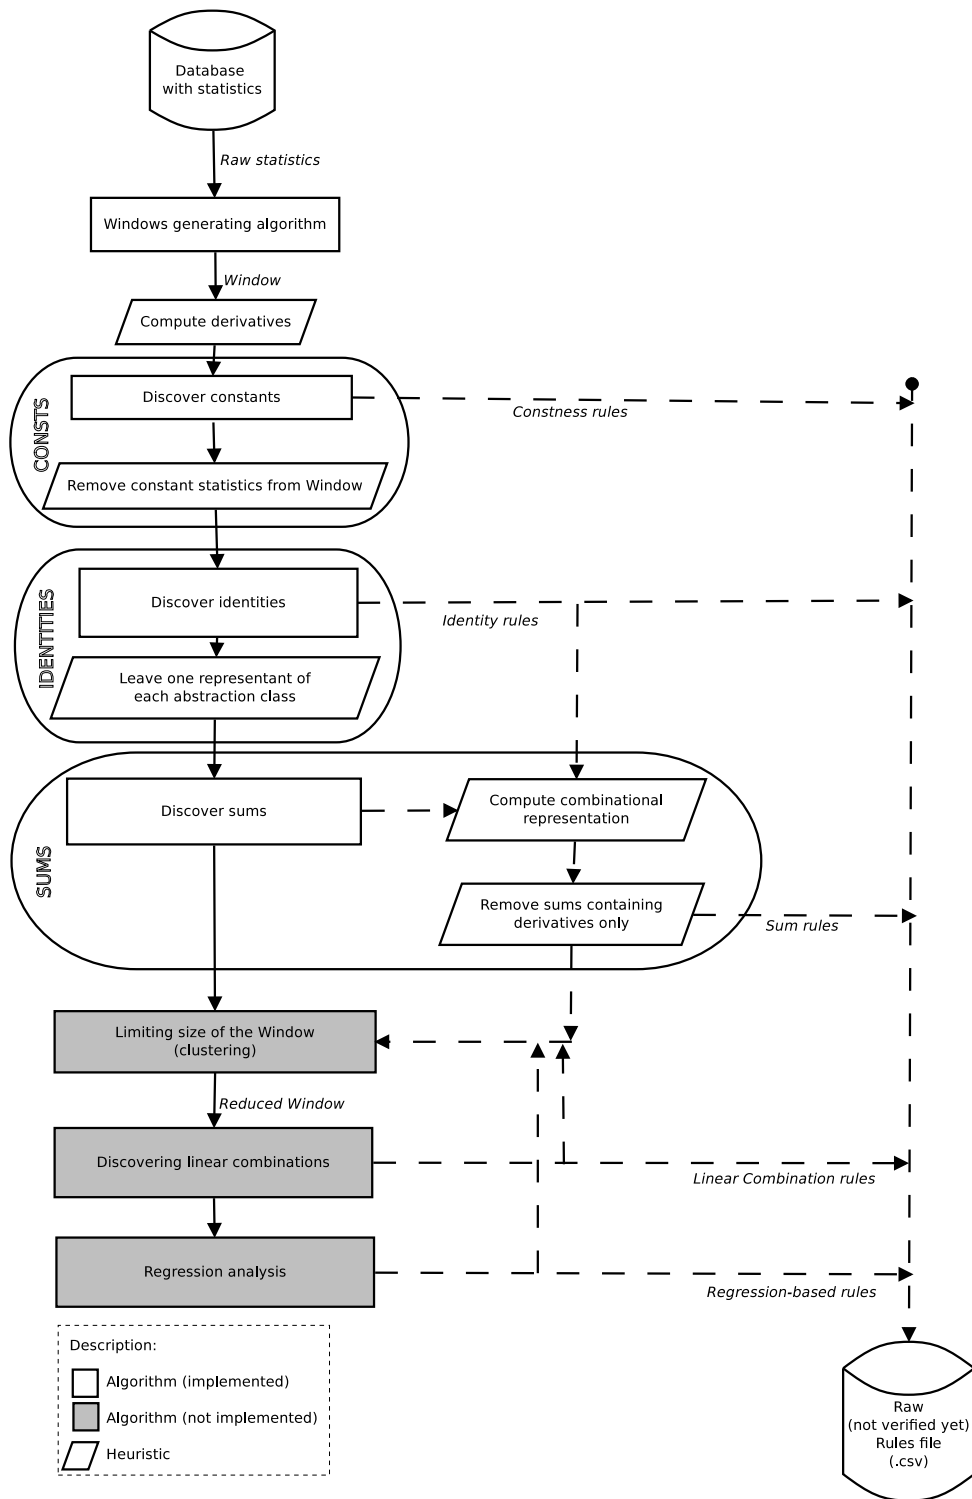 Database
with statistics
Raw statistics
Windows generating algorithm
Window
Compute derivatives
CONSTS
Discover constants
Constness rules
Remove constant statistics from Window
IDENTITIES
Discover identities
Identity rules
Leave one representant of
each abstraction class
SUMS
Discover sums
Compute combinational
representation
Remove sums containing
derivatives only
Sum rules
Limiting size of the Window
(clustering)
Reduced Window
Discovering linear combinations
Linear Combination rules
Regression analysis
Regression-based rules
Description:
Algorithm (implemented)
Algorithm (not implemented)
Heuristic
Raw
(not verified yet)
Rules file
(.csv)